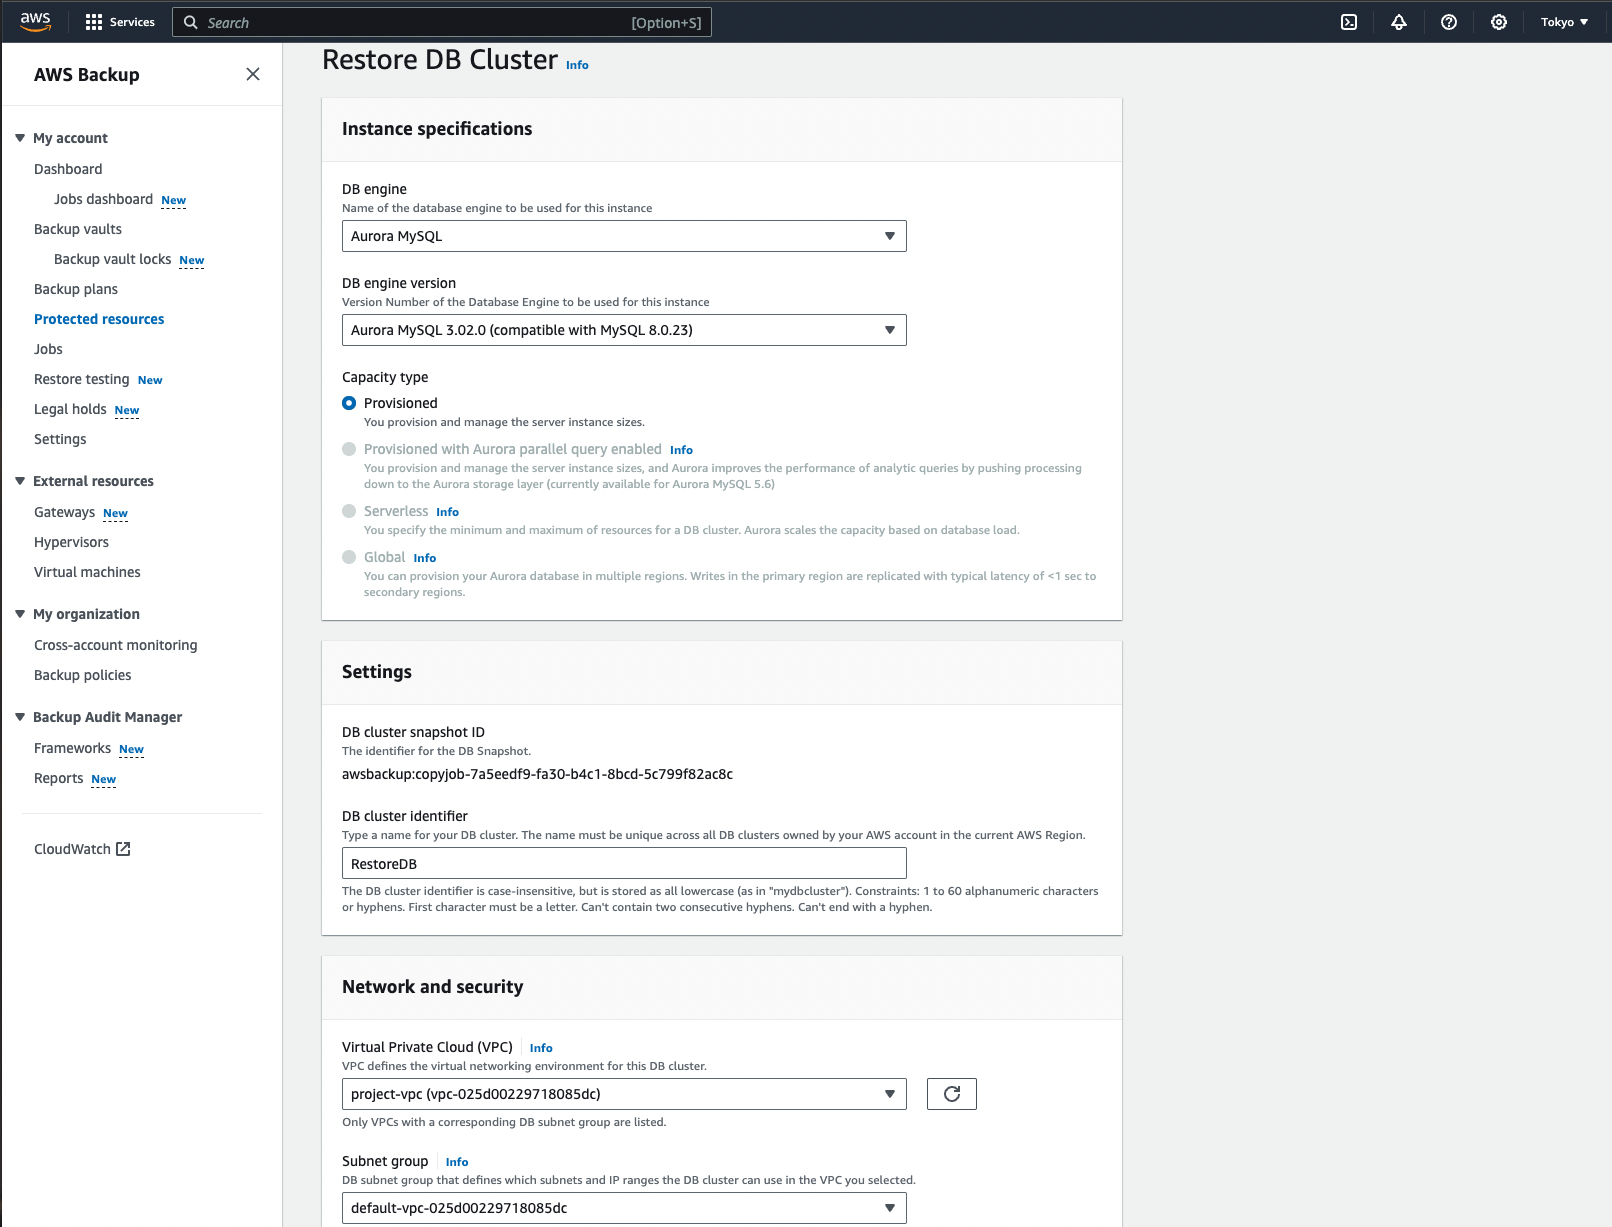 aws
Services
Search
[Option+S]
Tokyo
AWS Backup
My account
Dashboard
Jobs dashboard New
Backup vaults
Backup vault locks New
Backup plans
Protected resources
Jobs
Restore testing New
Legal holds New
Settings
External resources
Gateways New
Hypervisors
Virtual machines
My organization
Cross-account monitoring
Backup policies
Backup Audit Manager
Frameworks New
Reports New
CloudWatch
Restore DB Cluster Info
Instance specifications
DB engine
Name of the database engine to be used for this instance
Aurora MySQL
DB engine version
Version Number of the Database Engine to be used for this instance
Aurora MySQL 3.02.0 (compatible with MySQL 8.0.23)
Capacity type
Provisioned
You provision and manage the server instance sizes.
Provisioned with Aurora parallel query enabled Info
You provision and manage the server instance sizes, and Aurora improves the performance of analytic queries by pushing processing
down to the Aurora storage layer (currently available for Aurora MySQL 5.6)
Serverless Info
You specify the minimum and maximum of resources for a DB cluster. Aurora scales the capacity based on database load.
Global Info
You can provision your Aurora database in multiple regions. Writes in the primary region are replicated with typical latency of <1 sec to
secondary regions.
Settings
DB cluster snapshot ID
The identifier for the DB Snapshot.
awsbackup:copyjob-7a5eedf9-fa30-b4c1-8bcd-5c799f82ac8c
DB cluster identifier
Type a name for your DB cluster. The name must be unique across all DB clusters owned by your AWS account in the current AWS Region.
RestoreDB
The DB cluster identifier is case-insensitive, but is stored as all lowercase (as in "mydbcluster"). Constraints: 1 to 60 alphanumeric characters
or hyphens. First character must be a letter. Can't contain two consecutive hyphens. Can't end with a hyphen.
Network and security
Virtual Private Cloud (VPC) Info
VPC defines the virtual networking environment for this DB cluster.
project-vpc (vpc-025d00229718085dc)
Only VPCs with a corresponding DB subnet group are listed.
Subnet group Info
DB subnet group that defines which subnets and IP ranges the DB cluster can use in the VPC you selected.
default-vpc-025d00229718085dc